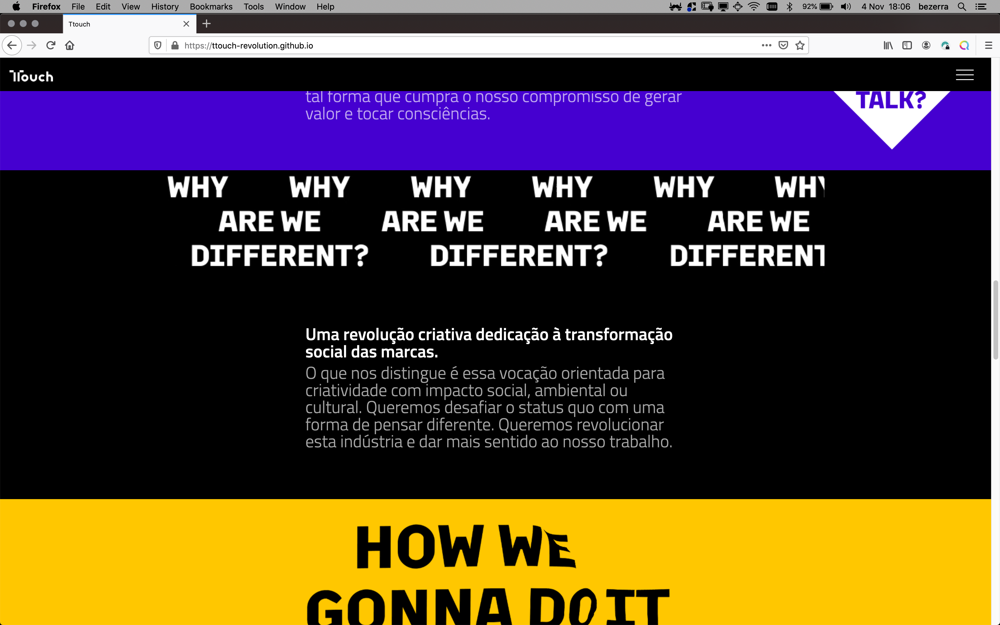 Firefox File Edit View History Bookmarks Tools Window Help 92% 4 Nov 18:06 bezerra
Ttouch
https://ttouch-revolution.github.io
TTouch
tal forma que cumpra o nosso compromisso de gerar
valor e tocar consciências.
TALK?
WHY WHY WHY WHY WHY WHY
ARE WE ARE WE ARE WE ARE WE
DIFFERENT? DIFFERENT? DIFFERENT
Uma revolução criativa dedicação à transformação
social das marcas.
O que nos distingue é essa vocação orientada para
criatividade com impacto social, ambiental ou
cultural. Queremos desafiar o status quo com uma
forma de pensar diferente. Queremos revolucionar
esta indústria e dar mais sentido ao nosso trabalho.
HOW WE
GONNA DO IT